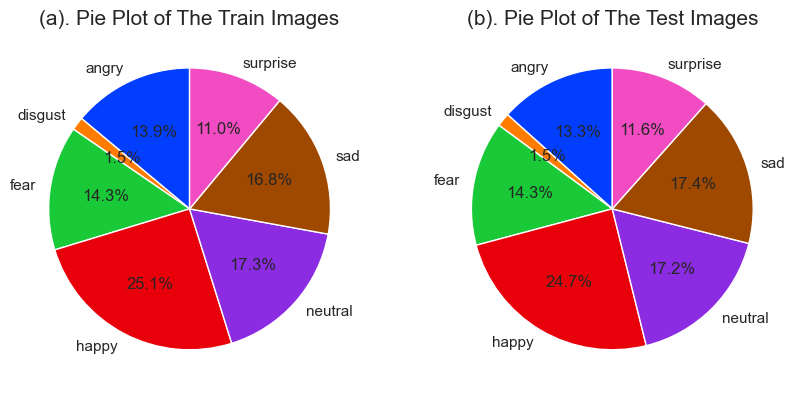 (a). Pie Plot of The Train Images
angry
disgust
fear
happy
neutral
sad
surprise
13.9%
1.5%
14.3%
25.1%
17.3%
16.8%
11.0%
(b). Pie Plot of The Test Images
angry
disgust
fear
happy
neutral
sad
surprise
13.3%
1.5%
14.3%
24.7%
17.2%
17.4%
11.6%